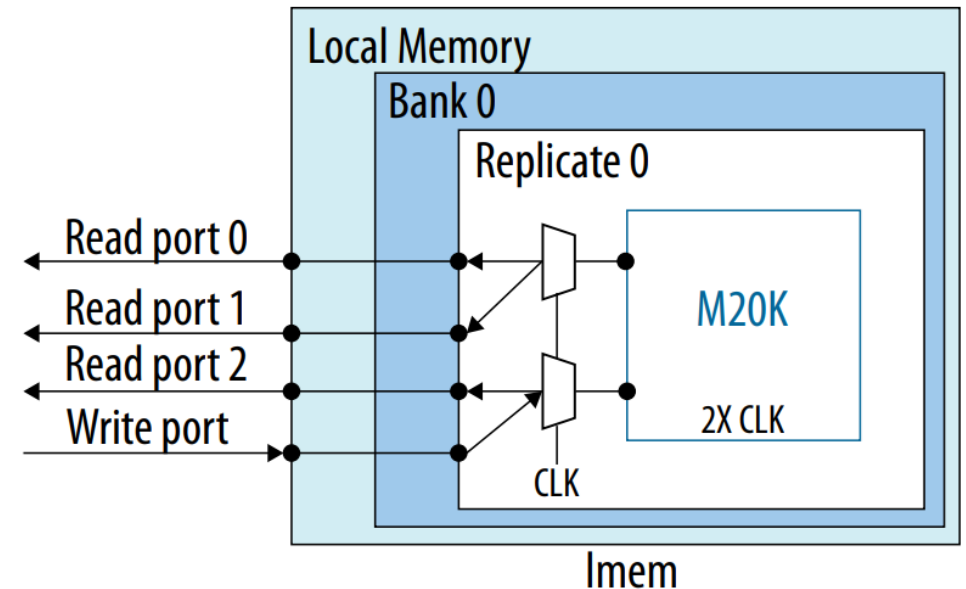 Local Memory
Bank 0
Replicate 0
Read port 0
Read port 1
Read port 2
Write port
M20K
2X CLK
CLK
lmem